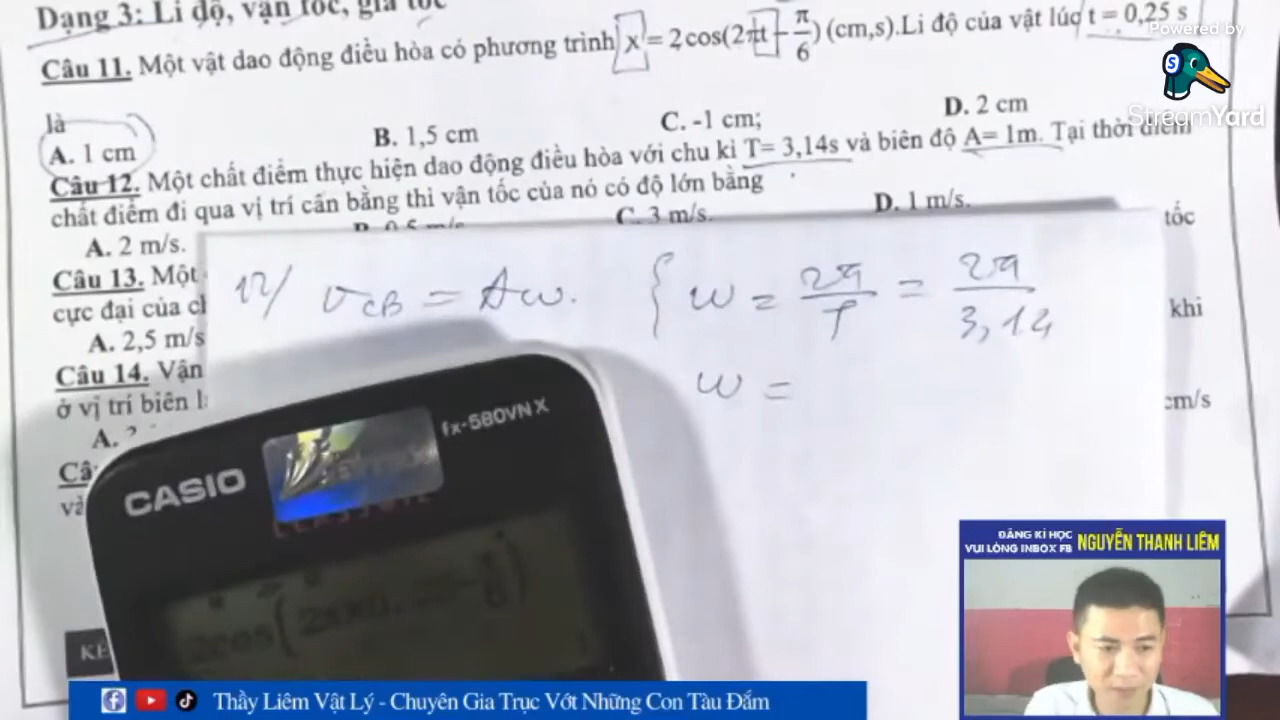 Dạng 3: Li độ, vận tốc, gia tốc
Câu 11. Một vật dao động điều hòa có phương trình x = 2cos(2πt - π/6) (cm,s).Li độ của vật lúc t = 0,25 s
là
A. 1 cm B. 1,5 cm C. -1 cm; D. 2 cm
Câu 12. Một chất điểm thực hiện dao động điều hòa với chu kì T= 3,14s và biên độ A= 1m. Tại thời điểm
chất điểm đi qua vị trí cân bằng thì vận tốc của nó có độ lớn bằng
A. 2 m/s. B. 0,5 m/s C. 3 m/s. D. 1 m/s.
Câu 13. Một
tốc
cực đại của
khi
A. 2,5 m/s
Câu 14. Vận
ở vị trí biên
cm/s
A.
12/ vCB = Aω. { ω = 2π/T = 2π/3,14
ω =
CASIO fx-580VN X
2cos(
Powered by
StreamYard
ĐĂNG KÍ HỌC
VUI LÒNG INBOX FB NGUYỄN THANH LIÊM
Thầy Liêm Vật Lý - Chuyên Gia Trục Vớt Những Con Tàu Đắm